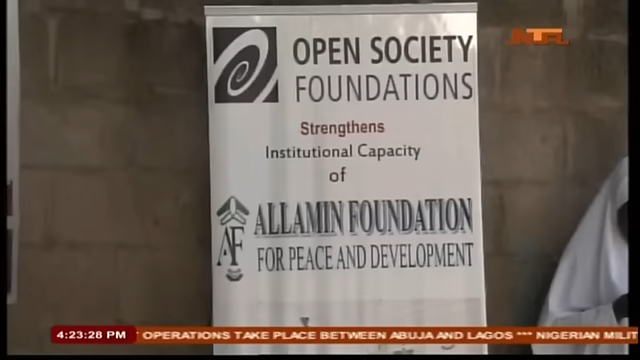 NTA
OPEN SOCIETY
FOUNDATIONS
Strengthens
Institutional Capacity
of
AF
ALLAMIN FOUNDATION
FOR PEACE AND DEVELOPMENT
4:23:28 PM
OPERATIONS TAKE PLACE BETWEEN ABUJA AND LAGOS *** NIGERIAN MILIT